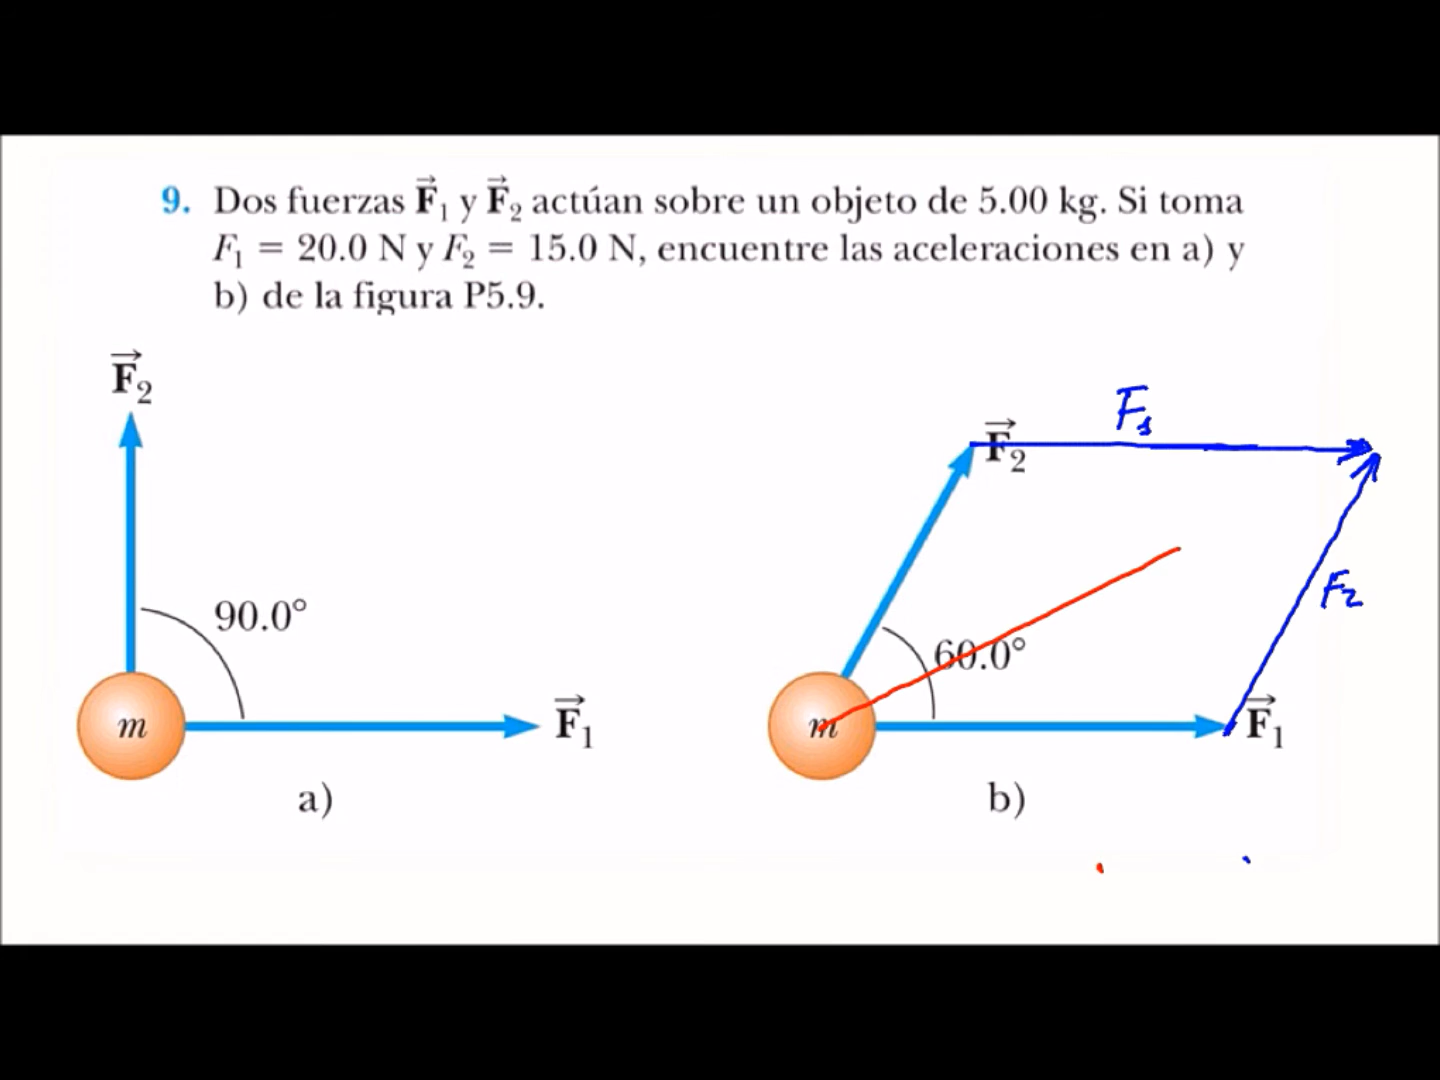 9. Dos fuerzas F⃗₁ y F⃗₂ actúan sobre un objeto de 5.00 kg. Si toma
F₁ = 20.0 N y F₂ = 15.0 N, encuentre las aceleraciones en a) y
b) de la figura P5.9.
F⃗₂
90.0°
m
F⃗₁
a)
F₁
F⃗₂
F₂
60.0°
m
F⃗₁
b)